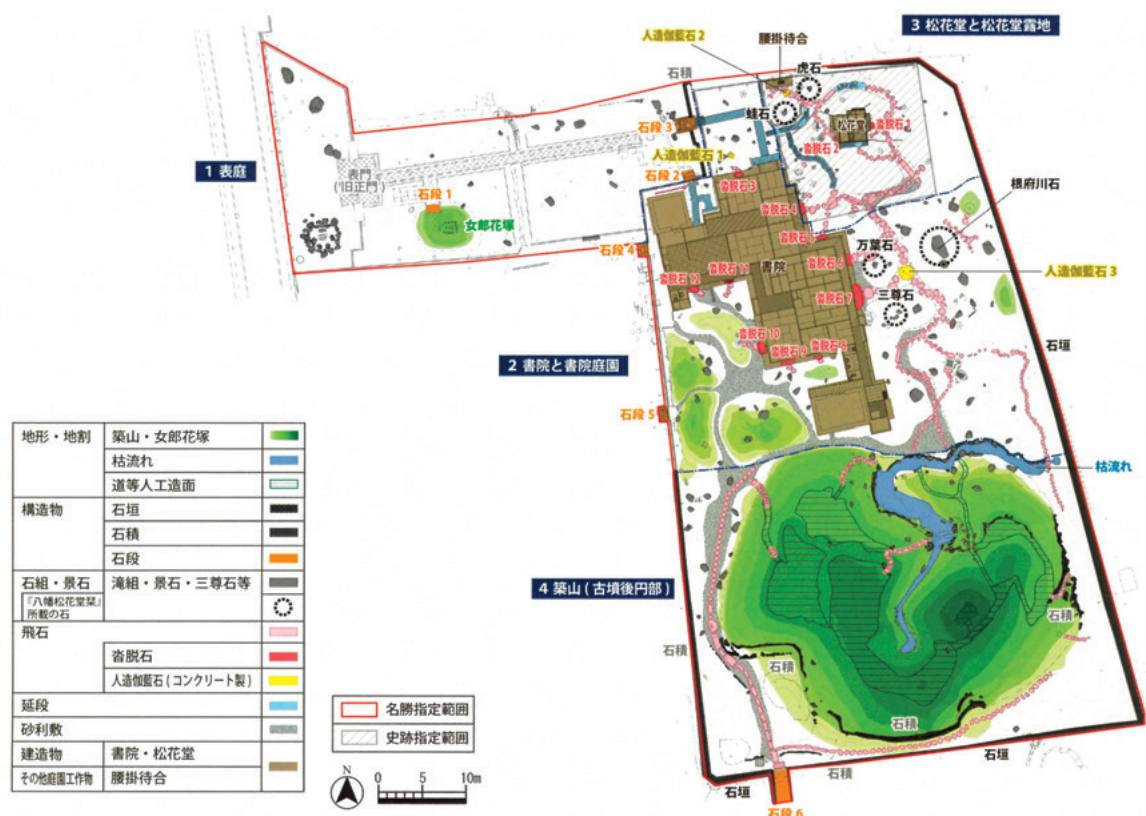 3 松花堂と松花堂露地
人造伽藍石2
腰掛待合
虎石
石積
蛙石
石段3
松花堂
沓脱石1
沓脱石2
人造伽藍石1
1 表庭
表門
(旧正門)
石段2
沓脱石3
石段1
女郎花塚
沓脱石4
根府川石
沓脱石5
万葉石
石段4
書院
沓脱石6
人造伽藍石3
沓脱石11
沓脱石12
沓脱石7
三尊石
沓脱石10
沓脱石9
沓脱石8
石垣
2 書院と書院庭園
石段5
枯流れ
4 築山(古墳後円部)
石積
石積
石積
石積
石積
石垣
石垣
石段6
地形・地割
築山・女郎花塚
枯流れ
道等人工造面
構造物
石垣
石積
石段
石組・景石
滝組・景石・三尊石等
『八幡松花堂栞』
所載の石
飛石
沓脱石
人造伽藍石(コンクリート製)
延段
砂利敷
建造物
書院・松花堂
その他庭園工作物
腰掛待合
名勝指定範囲
史跡指定範囲
N
0 5 10m